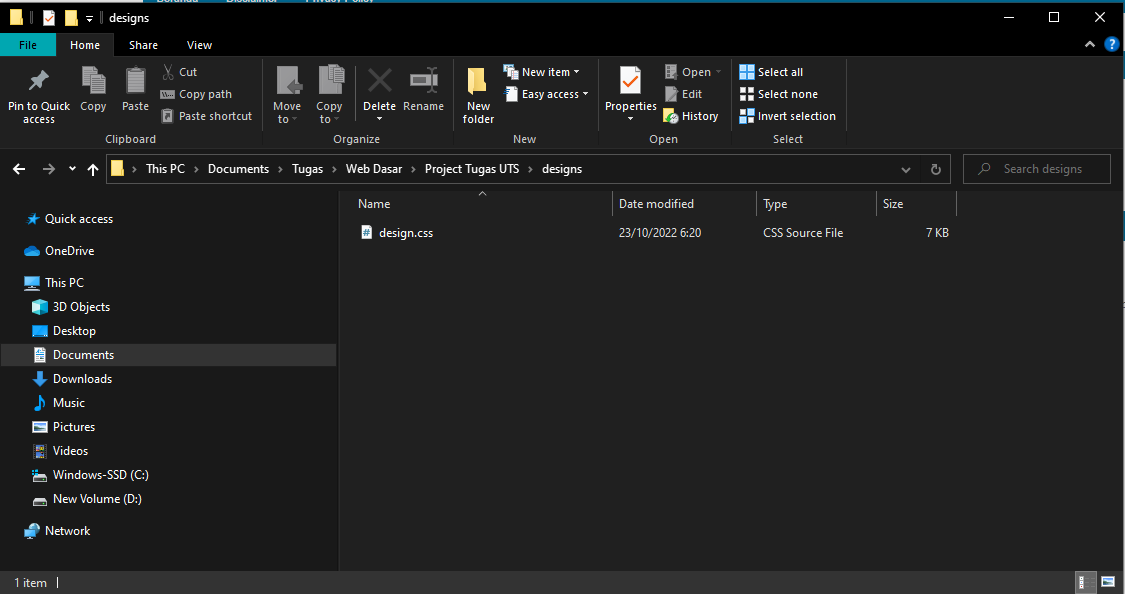 Beranda Disclaimer Privacy Policy
designs
File Home Share View
Pin to Quick access
Copy
Paste
Cut
Copy path
Paste shortcut
Clipboard
Move to
Copy to
Delete
Rename
Organize
New folder
New item
Easy access
New
Properties
Open
Edit
History
Open
Select all
Select none
Invert selection
Select
This PC > Documents > Tugas > Web Dasar > Project Tugas UTS > designs
Search designs
Name Date modified Type Size
design.css 23/10/2022 6:20 CSS Source File 7 KB
Quick access
OneDrive
This PC
3D Objects
Desktop
Documents
Downloads
Music
Pictures
Videos
Windows-SSD (C:)
New Volume (D:)
Network
1 item